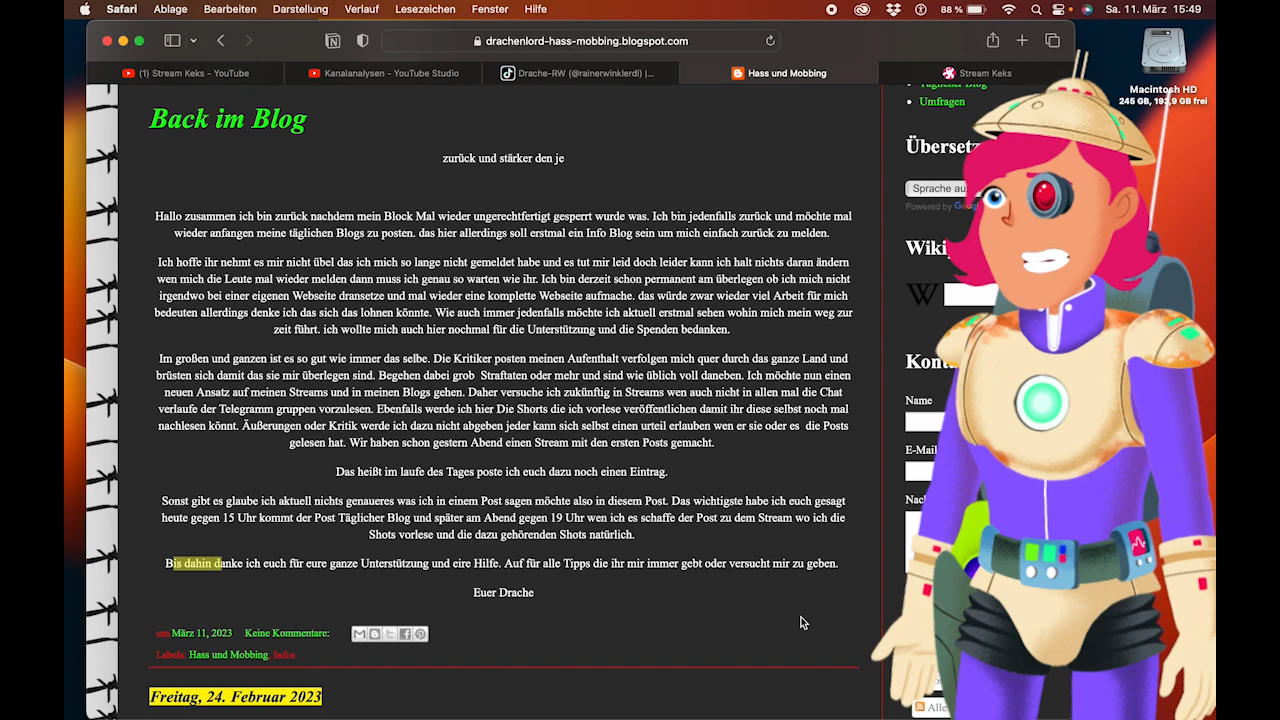 Safari Ablage Bearbeiten Darstellung Verlauf Lesezeichen Fenster Hilfe 88 % Sa. 11. März 15:49
drachenlord-hass-mobbing.blogspot.com
(1) Stream Keks - YouTube Kanalanalysen - YouTube Studio Drache-RW (@rainerwinklerdl) |... Hass und Mobbing Stream Keks
Macintosh HD
245 GB, 193,9 GB frei
Back im Blog
zurück und stärker den je
Hallo zusammen ich bin zurück nachdem mein Block Mal wieder ungerechtfertigt gesperrt wurde was. Ich bin jedenfalls zurück und möchte mal
wieder anfangen meine täglichen Blogs zu posten. das hier allerdings soll erstmal ein Info Blog sein um mich einfach zurück zu melden.
Ich hoffe ihr nehmt es mir nicht übel das ich mich so lange nicht gemeldet habe und es tut mir leid doch leider kann ich halt nichts daran ändern
wen mich die Leute mal wieder melden dann muss ich genau so warten wie ihr. Ich bin derzeit schon permanent am überlegen ob ich mich nicht
irgendwo bei einer eigenen Webseite dransetze und mal wieder eine komplette Webseite aufmache. das würde zwar wieder viel Arbeit für mich
bedeuten allerdings denke ich das sich das lohnen könnte. Wie auch immer jedenfalls möchte ich aktuell erstmal sehen wohin mich mein weg zur
zeit führt. ich wollte mich auch hier nochmal für die Unterstützung und die Spenden bedanken.
Im großen und ganzen ist es so gut wie immer das selbe. Die Kritiker posten meinen Aufenthalt verfolgen mich quer durch das ganze Land und
brüsten sich damit das sie mir überlegen sind. Begehen dabei grob Straftaten oder mehr und sind wie üblich voll daneben. Ich möchte nun einen
neuen Ansatz auf meinen Streams und in meinen Blogs gehen. Daher versuche ich zukünftig in Streams wen auch nicht in allen mal die Chat
verlaufe der Telegramm gruppen vorzulesen. Ebenfalls werde ich hier Die Shorts die ich vorlese veröffentlichen damit ihr diese selbst noch mal
nachlesen könnt. Äußerungen oder Kritik werde ich dazu nicht abgeben jeder kann sich selbst einen urteil erlauben wen er sie oder es die Posts
gelesen hat. Wir haben schon gestern Abend einen Stream mit den ersten Posts gemacht.
Das heißt im laufe des Tages poste ich euch dazu noch einen Eintrag.
Sonst gibt es glaube ich aktuell nichts genaueres was ich in einem Post sagen möchte also in diesem Post. Das wichtigste habe ich euch gesagt
heute gegen 15 Uhr kommt der Post Täglicher Blog und später am Abend gegen 19 Uhr wen ich es schaffe der Post zu dem Stream wo ich die
Shots vorlese und die dazu gehörenden Shots natürlich.
Bis dahin danke ich euch für eure ganze Unterstützung und eire Hilfe. Auf für alle Tipps die ihr mir immer gebt oder versucht mir zu geben.
Euer Drache
um März 11, 2023 Keine Kommentare:
Labels: Hass und Mobbing, Infos
Freitag, 24. Februar 2023
Täglicher Blog
Umfragen
Übersetz
Sprache au
Powered by Goog
Wiki
W
Kont
Name
E-Mail
Nac
Alle